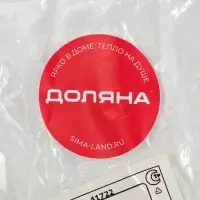 ЯРКО В ДОМЕ, ТЕПЛО НА ДУШЕ
ДОЛЯНА
SIMA-LAND.RU